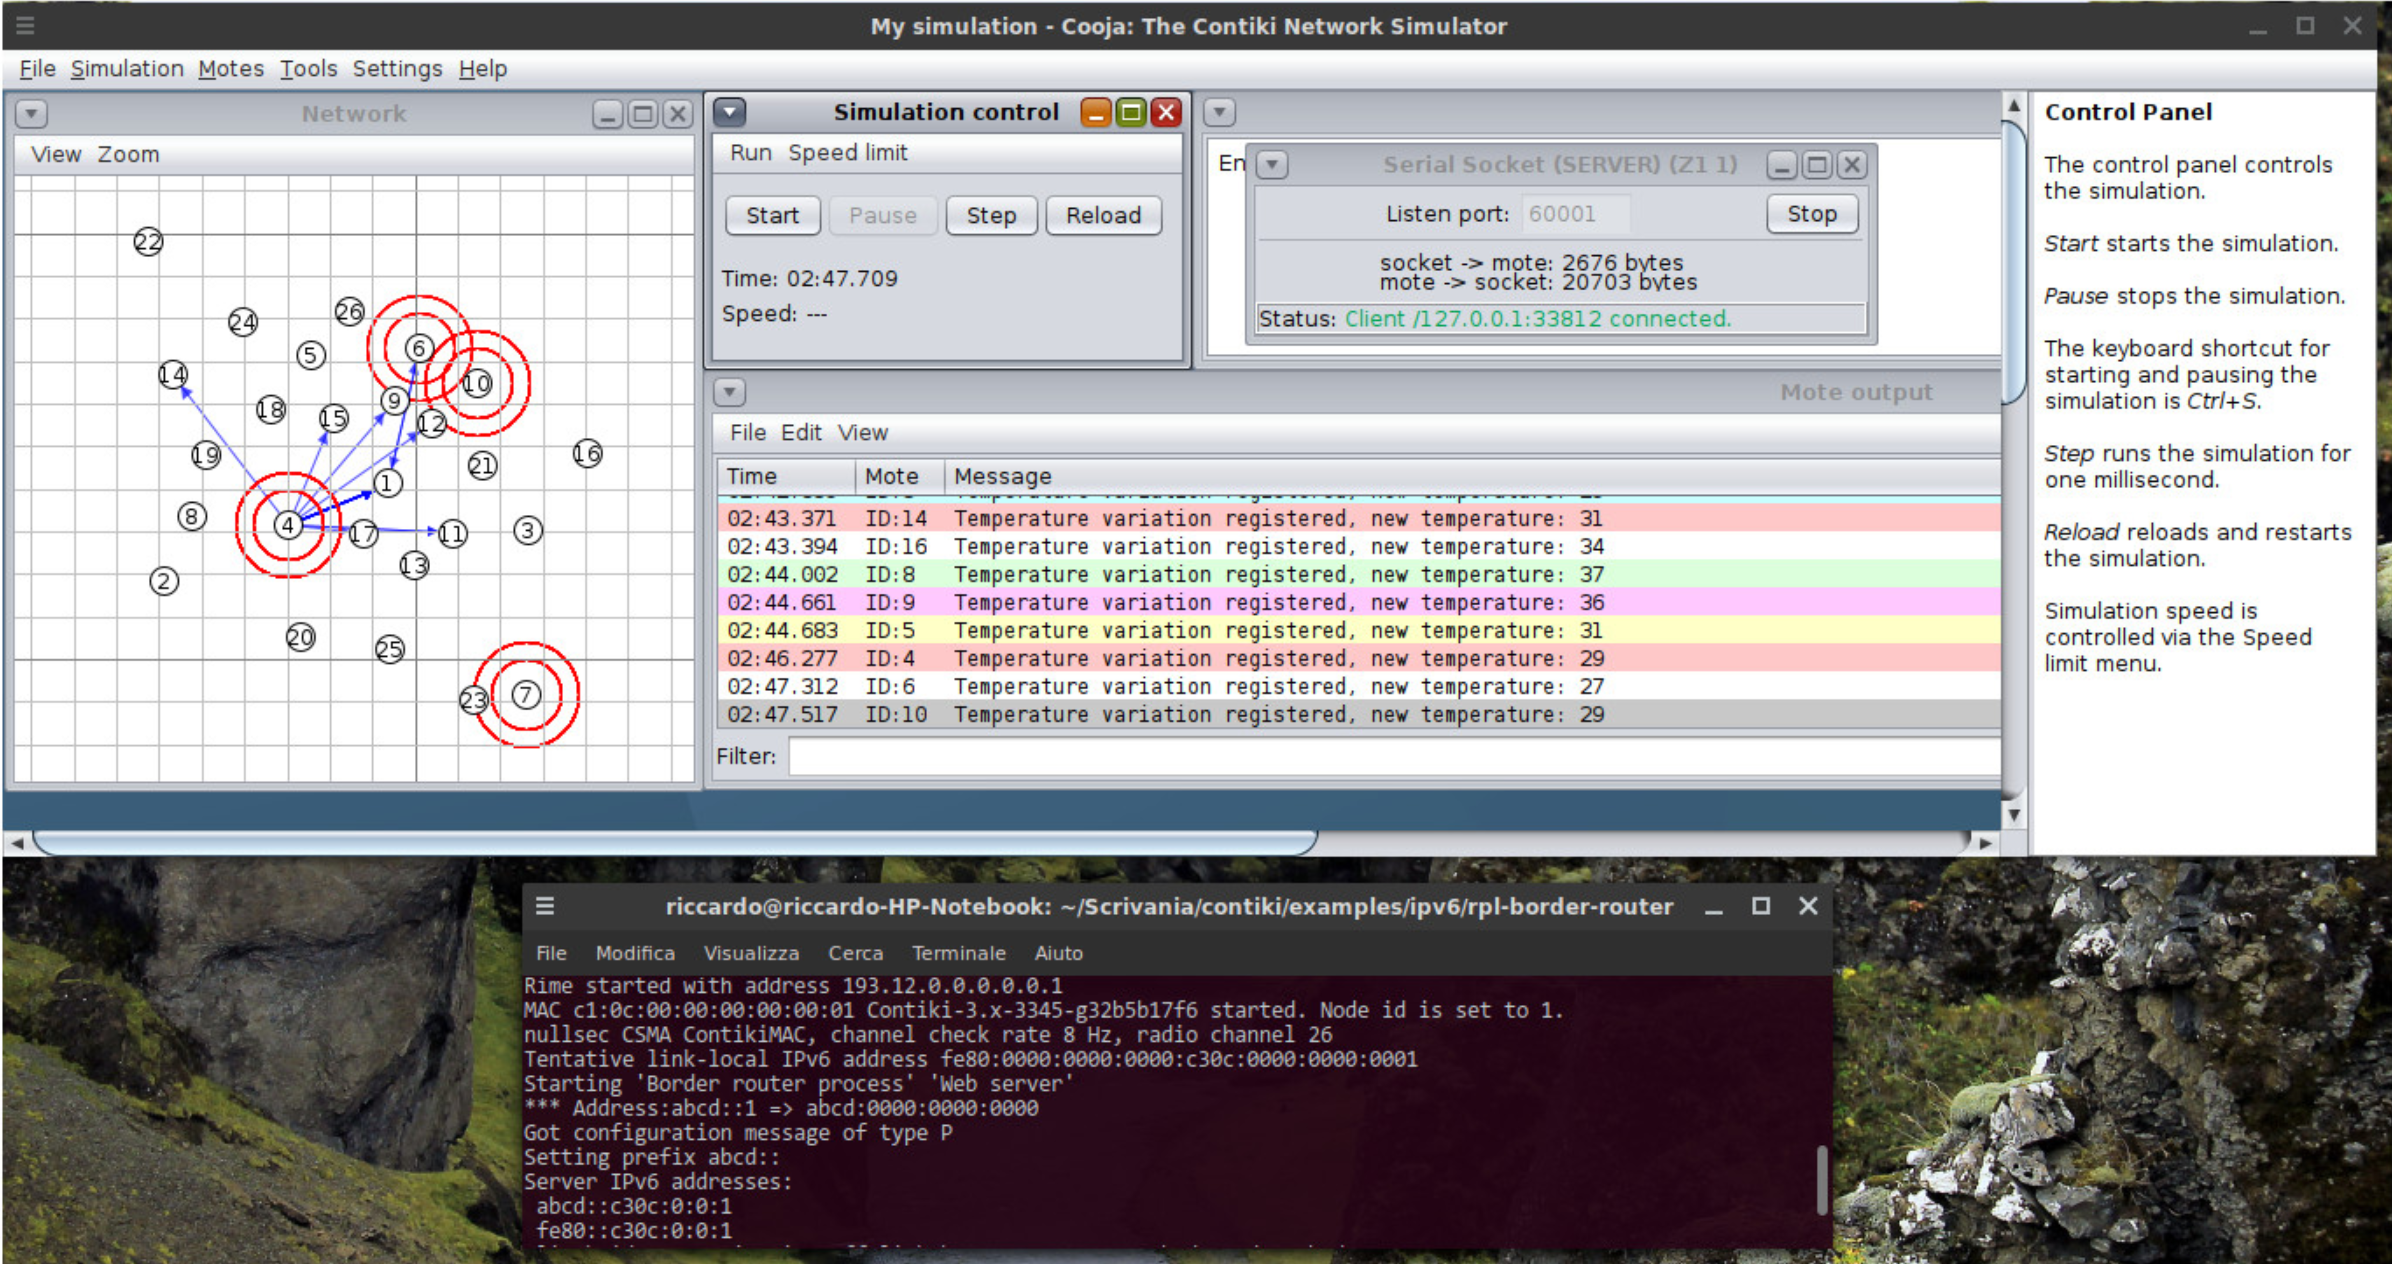 My simulation - Cooja: The Contiki Network Simulator
File Simulation Motes Tools Settings Help
Network
View Zoom
22
24
26
5
6
14
10
9
18
15
12
19
16
21
1
8
4
17
11
3
13
2
20
25
23
7
Simulation control
Run Speed limit
Start Pause Step Reload
Time: 02:47.709
Speed: ---
En
Serial Socket (SERVER) (Z1 1)
Listen port: 60001 Stop
socket -> mote: 2676 bytes
mote -> socket: 20703 bytes
Status: Client /127.0.0.1:33812 connected.
Mote output
File Edit View
Time Mote Message
02:43.371 ID:14 Temperature variation registered, new temperature: 31
02:43.394 ID:16 Temperature variation registered, new temperature: 34
02:44.002 ID:8 Temperature variation registered, new temperature: 37
02:44.661 ID:9 Temperature variation registered, new temperature: 36
02:44.683 ID:5 Temperature variation registered, new temperature: 31
02:46.277 ID:4 Temperature variation registered, new temperature: 29
02:47.312 ID:6 Temperature variation registered, new temperature: 27
02:47.517 ID:10 Temperature variation registered, new temperature: 29
Filter:
Control Panel
The control panel controls
the simulation.
Start starts the simulation.
Pause stops the simulation.
The keyboard shortcut for
starting and pausing the
simulation is Ctrl+S.
Step runs the simulation for
one millisecond.
Reload reloads and restarts
the simulation.
Simulation speed is
controlled via the Speed
limit menu.
riccardo@riccardo-HP-Notebook: ~/Scrivania/contiki/examples/ipv6/rpl-border-router
File Modifica Visualizza Cerca Terminale Aiuto
Rime started with address 193.12.0.0.0.0.0.1
MAC c1:0c:00:00:00:00:00:01 Contiki-3.x-3345-g32b5b17f6 started. Node id is set to 1.
nullsec CSMA ContikiMAC, channel check rate 8 Hz, radio channel 26
Tentative link-local IPv6 address fe80:0000:0000:0000:c30c:0000:0000:0001
Starting 'Border router process' 'Web server'
*** Address:abcd::1 => abcd:0000:0000:0000
Got configuration message of type P
Setting prefix abcd::
Server IPv6 addresses:
abcd::c30c:0:0:1
fe80::c30c:0:0:1